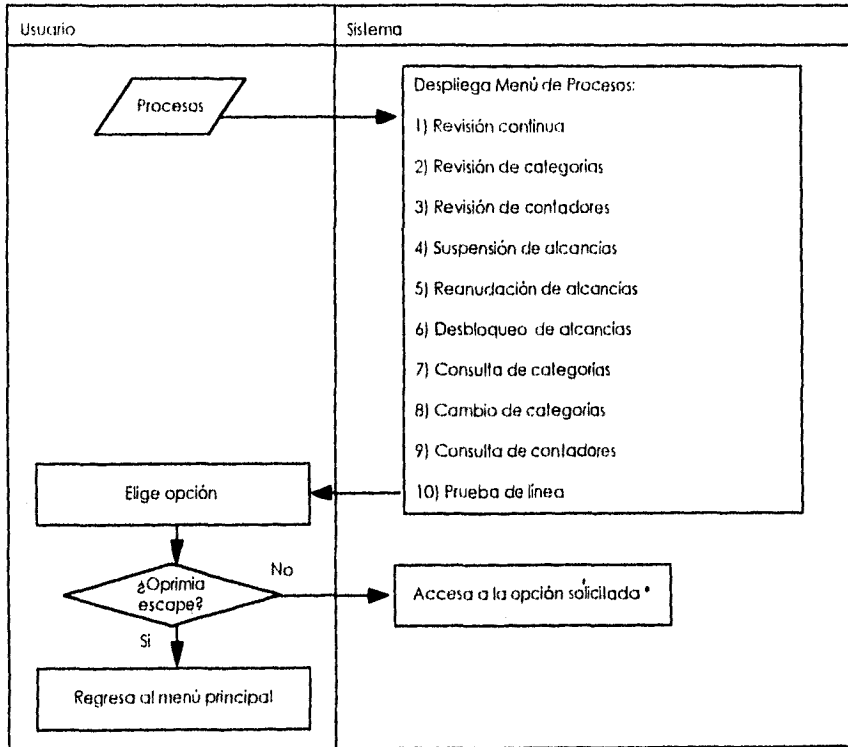 Usuario
Sistema
Procesos
Despliega Menú de Procesos:
1) Revisión continua
2) Revisión de categorias
3) Revisión de contadores
4) Suspensión de alcancías
5) Reanudación de alcancías
6) Desbloqueo de alcancías
7) Consulta de categorías
8) Cambio de categorias
9) Consulta de contadores
10) Prueba de línea
Elige opción
¿Oprimia
escape?
No
Accesa a la opción solicitada *
Si
Regresa al menú principal